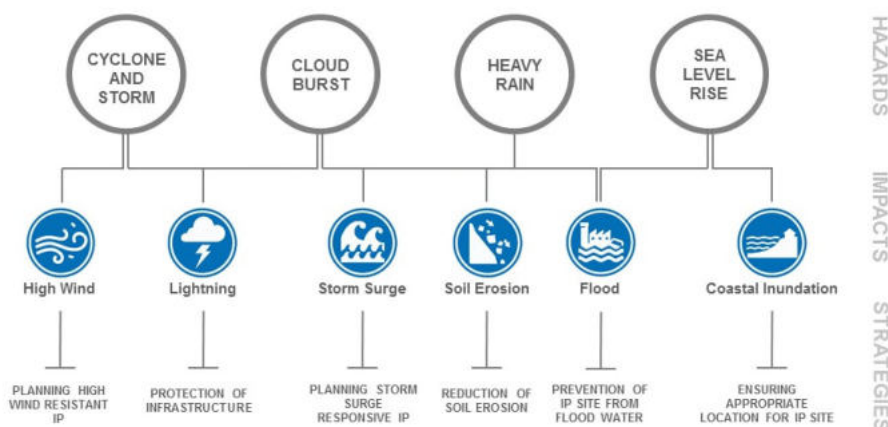 CYCLONE
AND
STORM
CLOUD
BURST
HEAVY
RAIN
SEA
LEVEL
RISE
HAZARDS
High Wind
Lightning
Storm Surge
Soil Erosion
Flood
Coastal Inundation
IMPACTS
PLANNING HIGH
WIND RESISTANT
IP
PROTECTION OF
INFRASTRUCTURE
PLANNING STORM
SURGE
RESPONSIVE IP
REDUCTION OF
SOIL EROSION
PREVENTION OF
IP SITE FROM
FLOOD WATER
ENSURING
APPROPRIATE
LOCATION FOR IP SITE
STRATEGIES